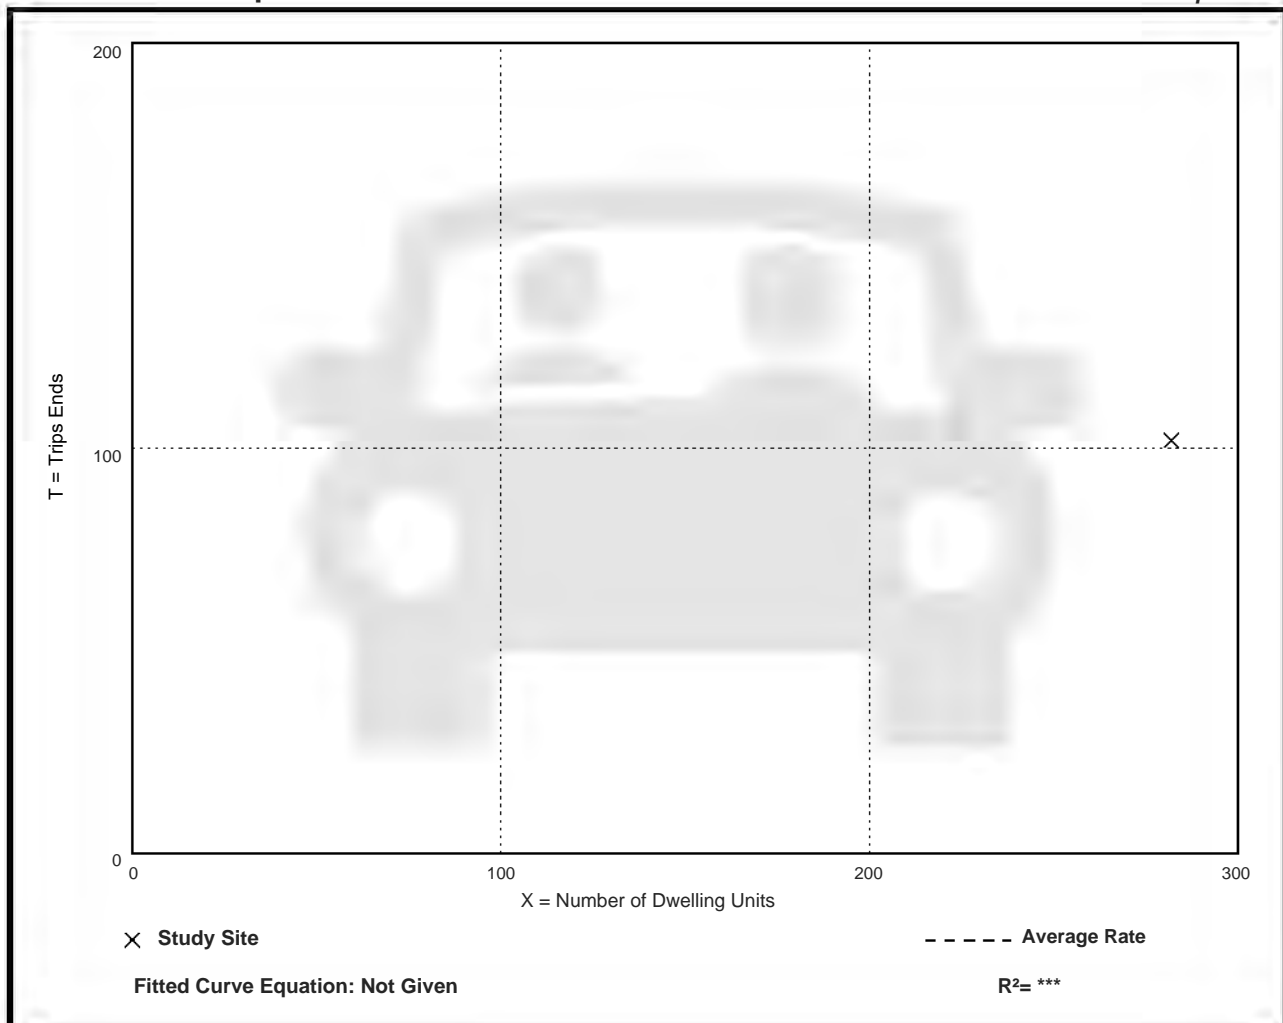 200
T = Trips Ends
100
0
0 100 200 300
X = Number of Dwelling Units
Study Site
Average Rate
Fitted Curve Equation: Not Given
R²= ***